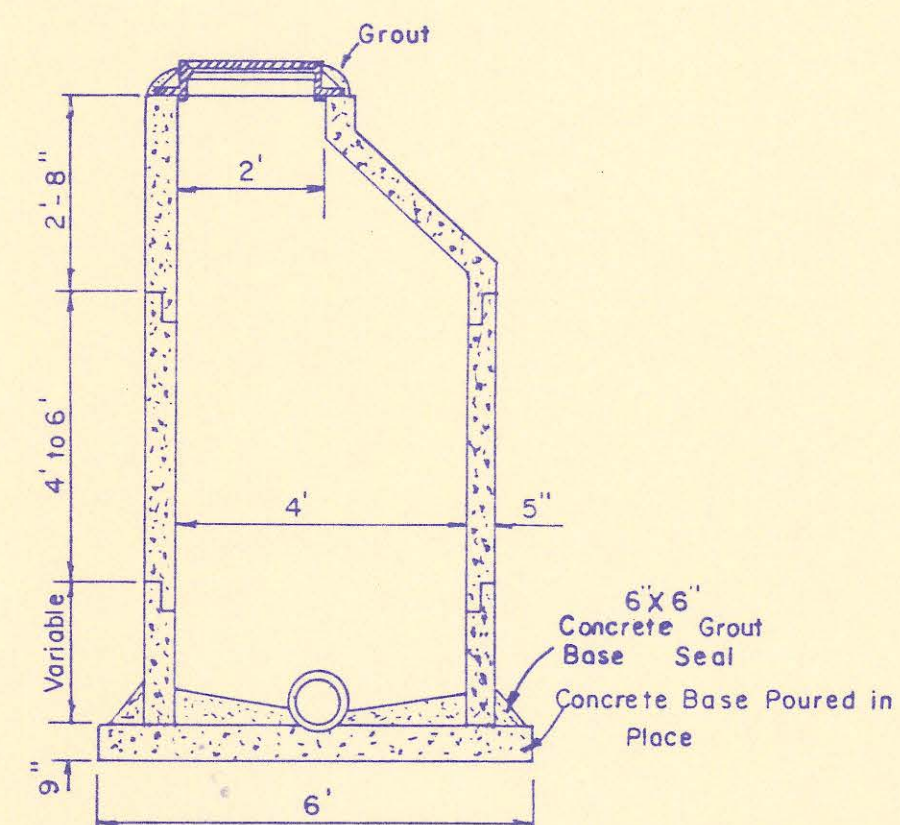 Grout
2'-8"
2'
4' to 6'
4'
5"
Variable
6"X6"
Concrete Grout
Base Seal
Concrete Base Poured in
Place
9"
6'